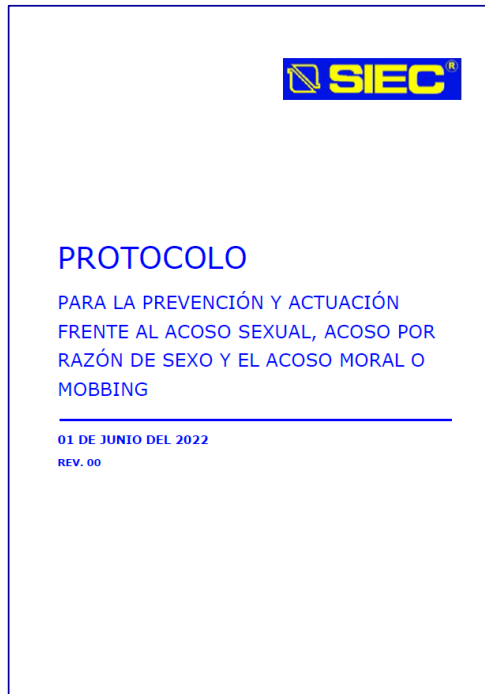 SIEC®
PROTOCOLO
PARA LA PREVENCIÓN Y ACTUACIÓN
FRENTE AL ACOSO SEXUAL, ACOSO POR
RAZÓN DE SEXO Y EL ACOSO MORAL O
MOBBING
01 DE JUNIO DEL 2022
REV. 00